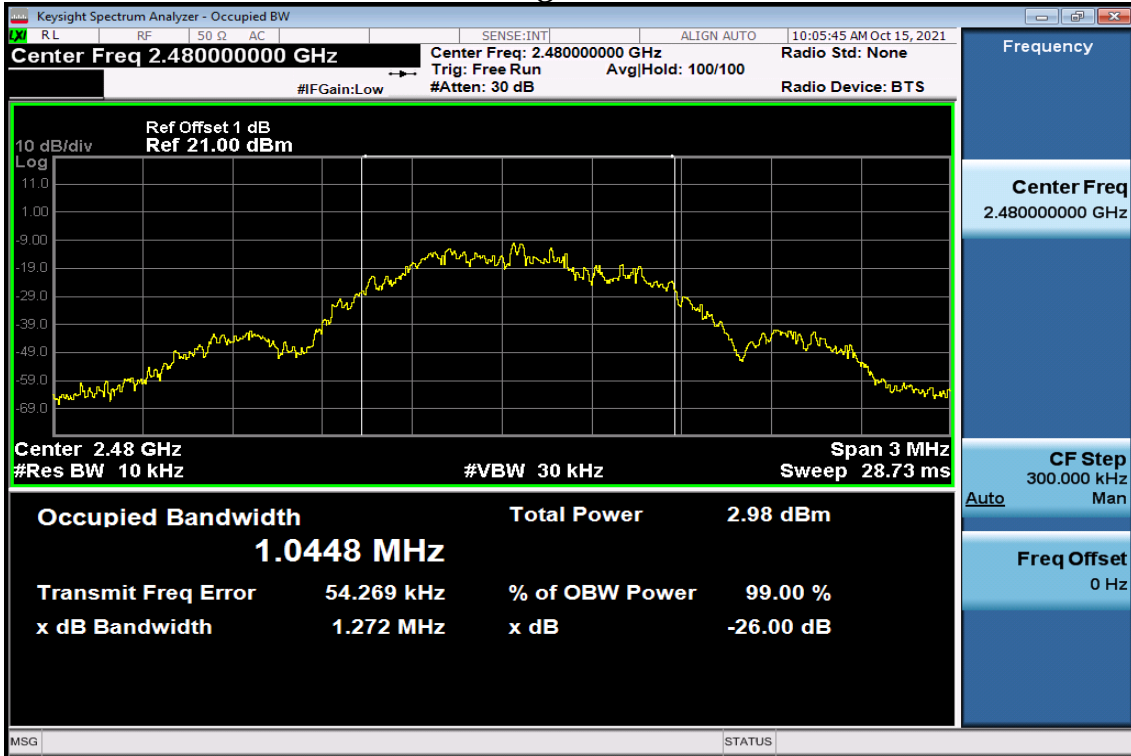 Keysight Spectrum Analyzer - Occupied BW
LXI RL RF 50 Ω AC SENSE:INT ALIGN AUTO 10:05:45 AM Oct 15, 2021
Center Freq 2.480000000 GHz Center Freq: 2.480000000 GHz Radio Std: None
Trig: Free Run Avg|Hold: 100/100
#IFGain:Low #Atten: 30 dB Radio Device: BTS
Frequency
Ref Offset 1 dB
10 dB/div Ref 21.00 dBm
Log
11.0
1.00
-9.00
-19.0
-29.0
-39.0
-49.0
-59.0
-69.0
Center 2.48 GHz Span 3 MHz
#Res BW 10 kHz #VBW 30 kHz Sweep 28.73 ms
Occupied Bandwidth Total Power 2.98 dBm
1.0448 MHz
Transmit Freq Error 54.269 kHz % of OBW Power 99.00 %
x dB Bandwidth 1.272 MHz x dB -26.00 dB
Center Freq
2.480000000 GHz
CF Step
300.000 kHz
Auto Man
Freq Offset
0 Hz
MSG STATUS